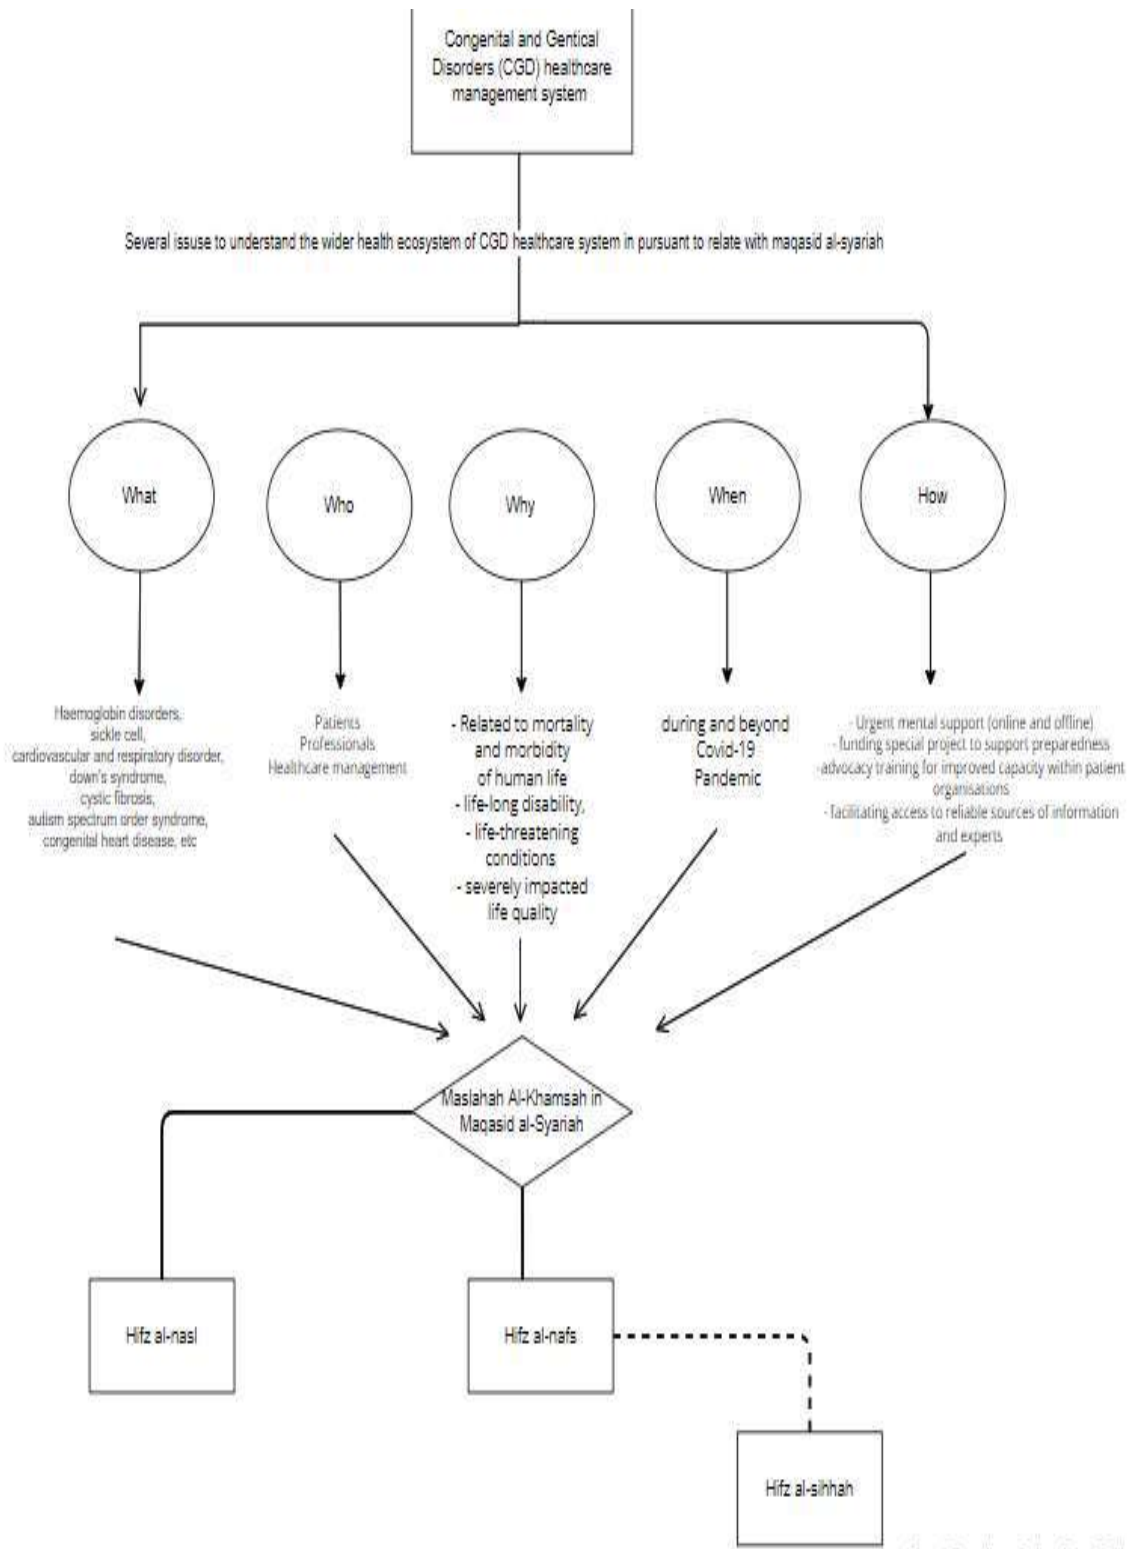 Congenital and Gentical
Disorders (CGD) healthcare
management system
Several issuse to understand the wider health ecosystem of CGD healthcare system in pursuant to relate with maqasid al-syariah
What
Who
Why
When
How
Haemoglobin disorders,
sickle cell,
cardiovascular and respiratory disorder,
down's syndrome,
cystic fibrosis,
autism spectrum order syndrome,
congenital heart disease, etc
Patients
Professionals
Healthcare management
- Related to mortality
and morbidity
of human life
- life-long disability,
- life-threatening
conditions
- severely impacted
life quality
during and beyond
Covid-19
Pandemic
- Urgent mental support (online and offline)
- funding special project to support preparedness
-advocacy training for improved capacity within patient
organisations
- facilitating access to reliable sources of information
and experts
Maslahah Al-Khamsah in
Maqasid al-Syariah
Hifz al-nasl
Hifz al-nafs
Hifz al-sihhah